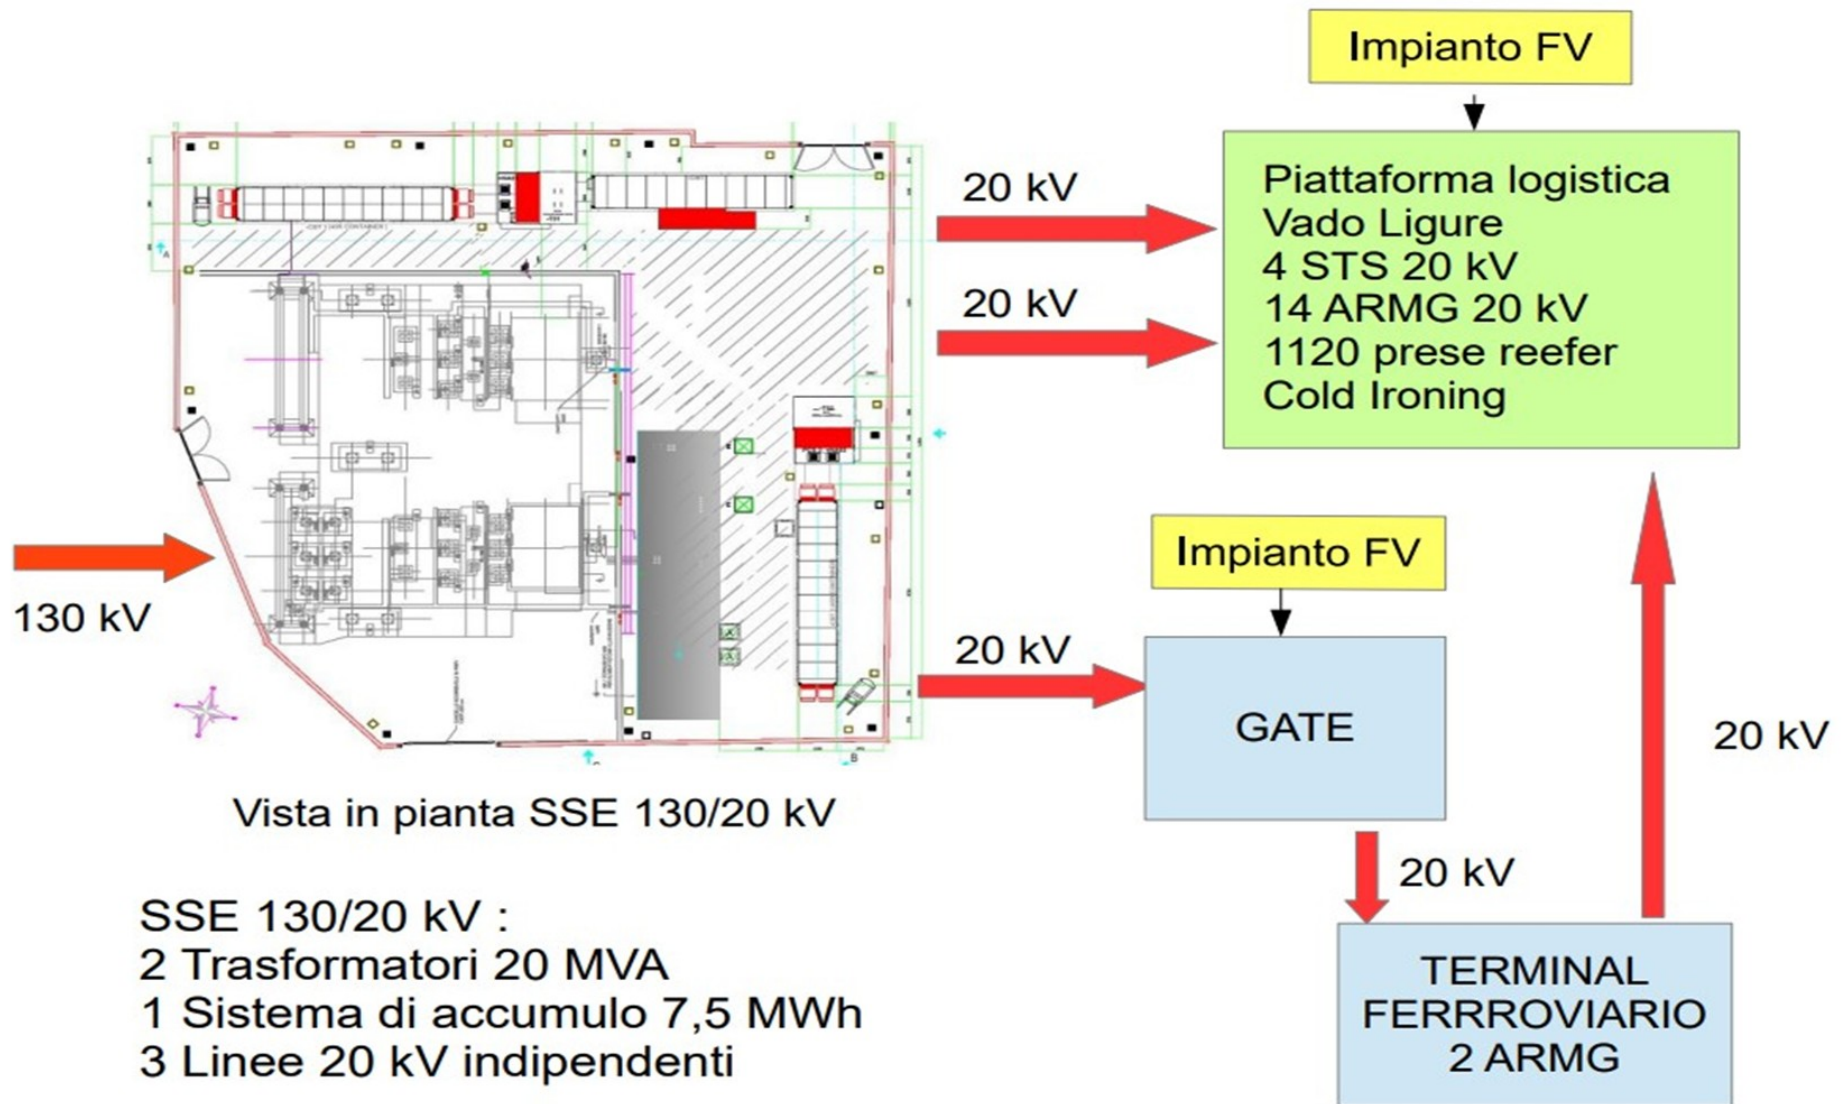 Impianto FV
Piattaforma logistica
Vado Ligure
4 STS 20 kV
14 ARMG 20 kV
1120 prese reefer
Cold Ironing
20 kV
20 kV
130 kV
Impianto FV
20 kV
GATE
20 kV
20 kV
TERMINAL
FERRROVIARIO
2 ARMG
Vista in pianta SSE 130/20 kV
SSE 130/20 kV :
2 Trasformatori 20 MVA
1 Sistema di accumulo 7,5 MWh
3 Linee 20 kV indipendenti